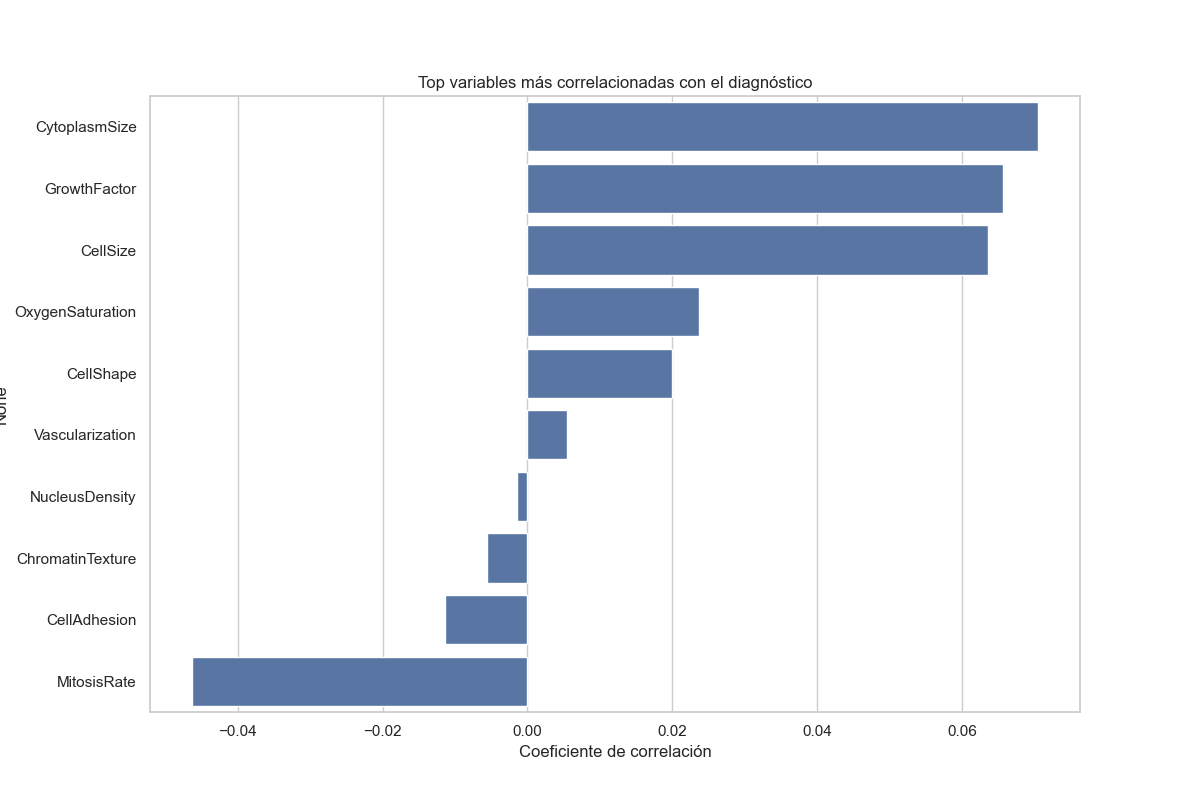 Top variables más correlacionadas con el diagnóstico
CytoplasmSize
GrowthFactor
CellSize
OxygenSaturation
CellShape
Vascularization
NucleusDensity
ChromatinTexture
CellAdhesion
MitosisRate
None
−0.04 −0.02 0.00 0.02 0.04 0.06
Coeficiente de correlación